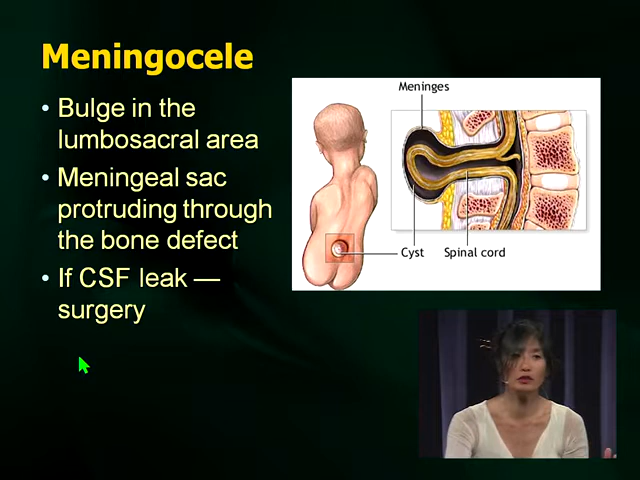 Meningocele
• Bulge in the
lumbosacral area
• Meningeal sac
protruding through
the bone defect
• If CSF leak —
surgery
Meninges
Cyst
Spinal cord